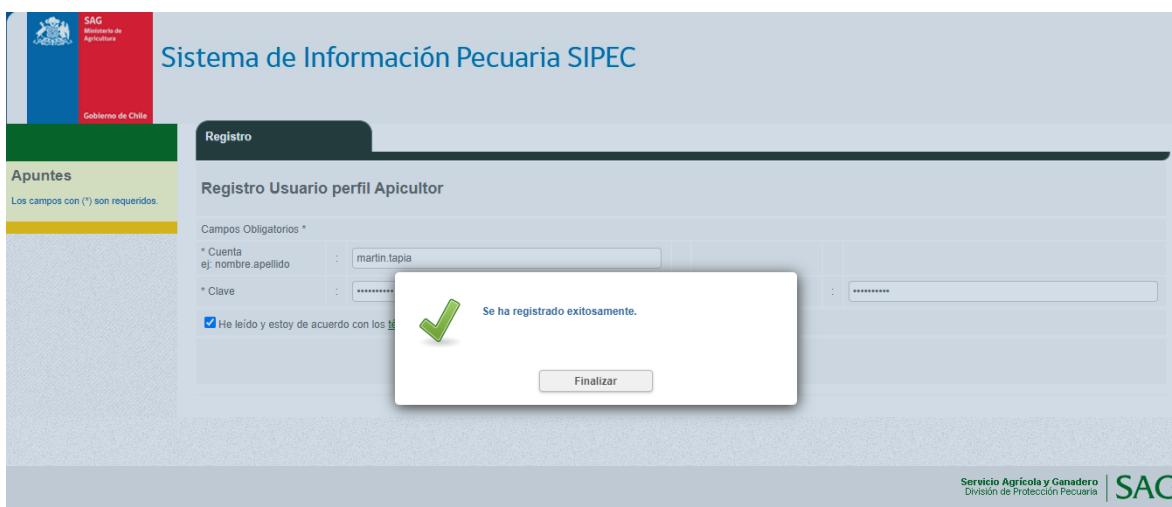 SAG
Ministerio de
Agricultura
Gobierno de Chile
Sistema de Información Pecuaria SIPEC
Registro
Apuntes
Los campos con (*) son requeridos.
Registro Usuario perfil Apicultor
Campos Obligatorios *
* Cuenta
ej: nombre.apellido
:
martin.tapia
* Clave
:
••••••••••
:
••••••••••
He leído y estoy de acuerdo con los
Se ha registrado exitosamente.
Finalizar
Servicio Agrícola y Ganadero
División de Protección Pecuaria
SAG